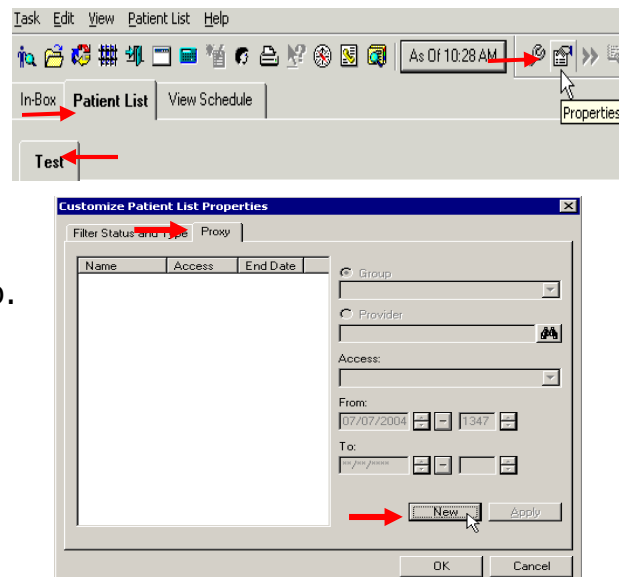 Task Edit View Patient List Help
As Of 10:28 AM
In-Box Patient List View Schedule
Properties
Test
Customize Patient List Properties
Filter Status and Type Proxy
Name Access End Date
Group
Provider
Access:
From:
07/07/2004 1347
To:
**/**/****
New Apply
OK Cancel